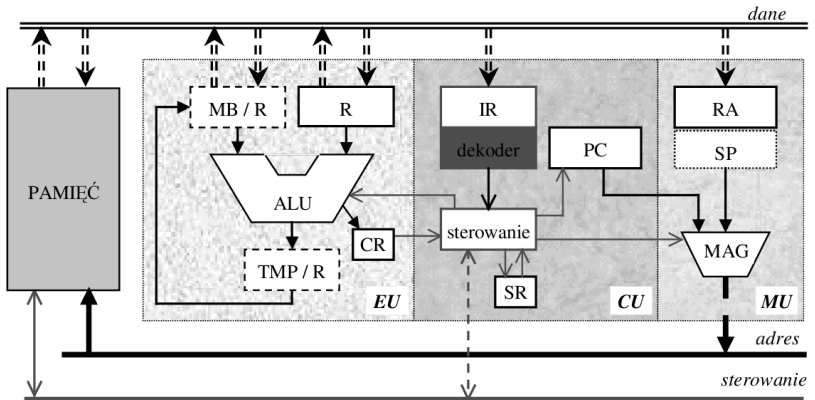 dane
MB / R
R
IR
RA
dekoder
PC
SP
PAMIĘĆ
ALU
sterowanie
CR
MAG
TMP / R
SR
EU
CU
MU
adres
sterowanie